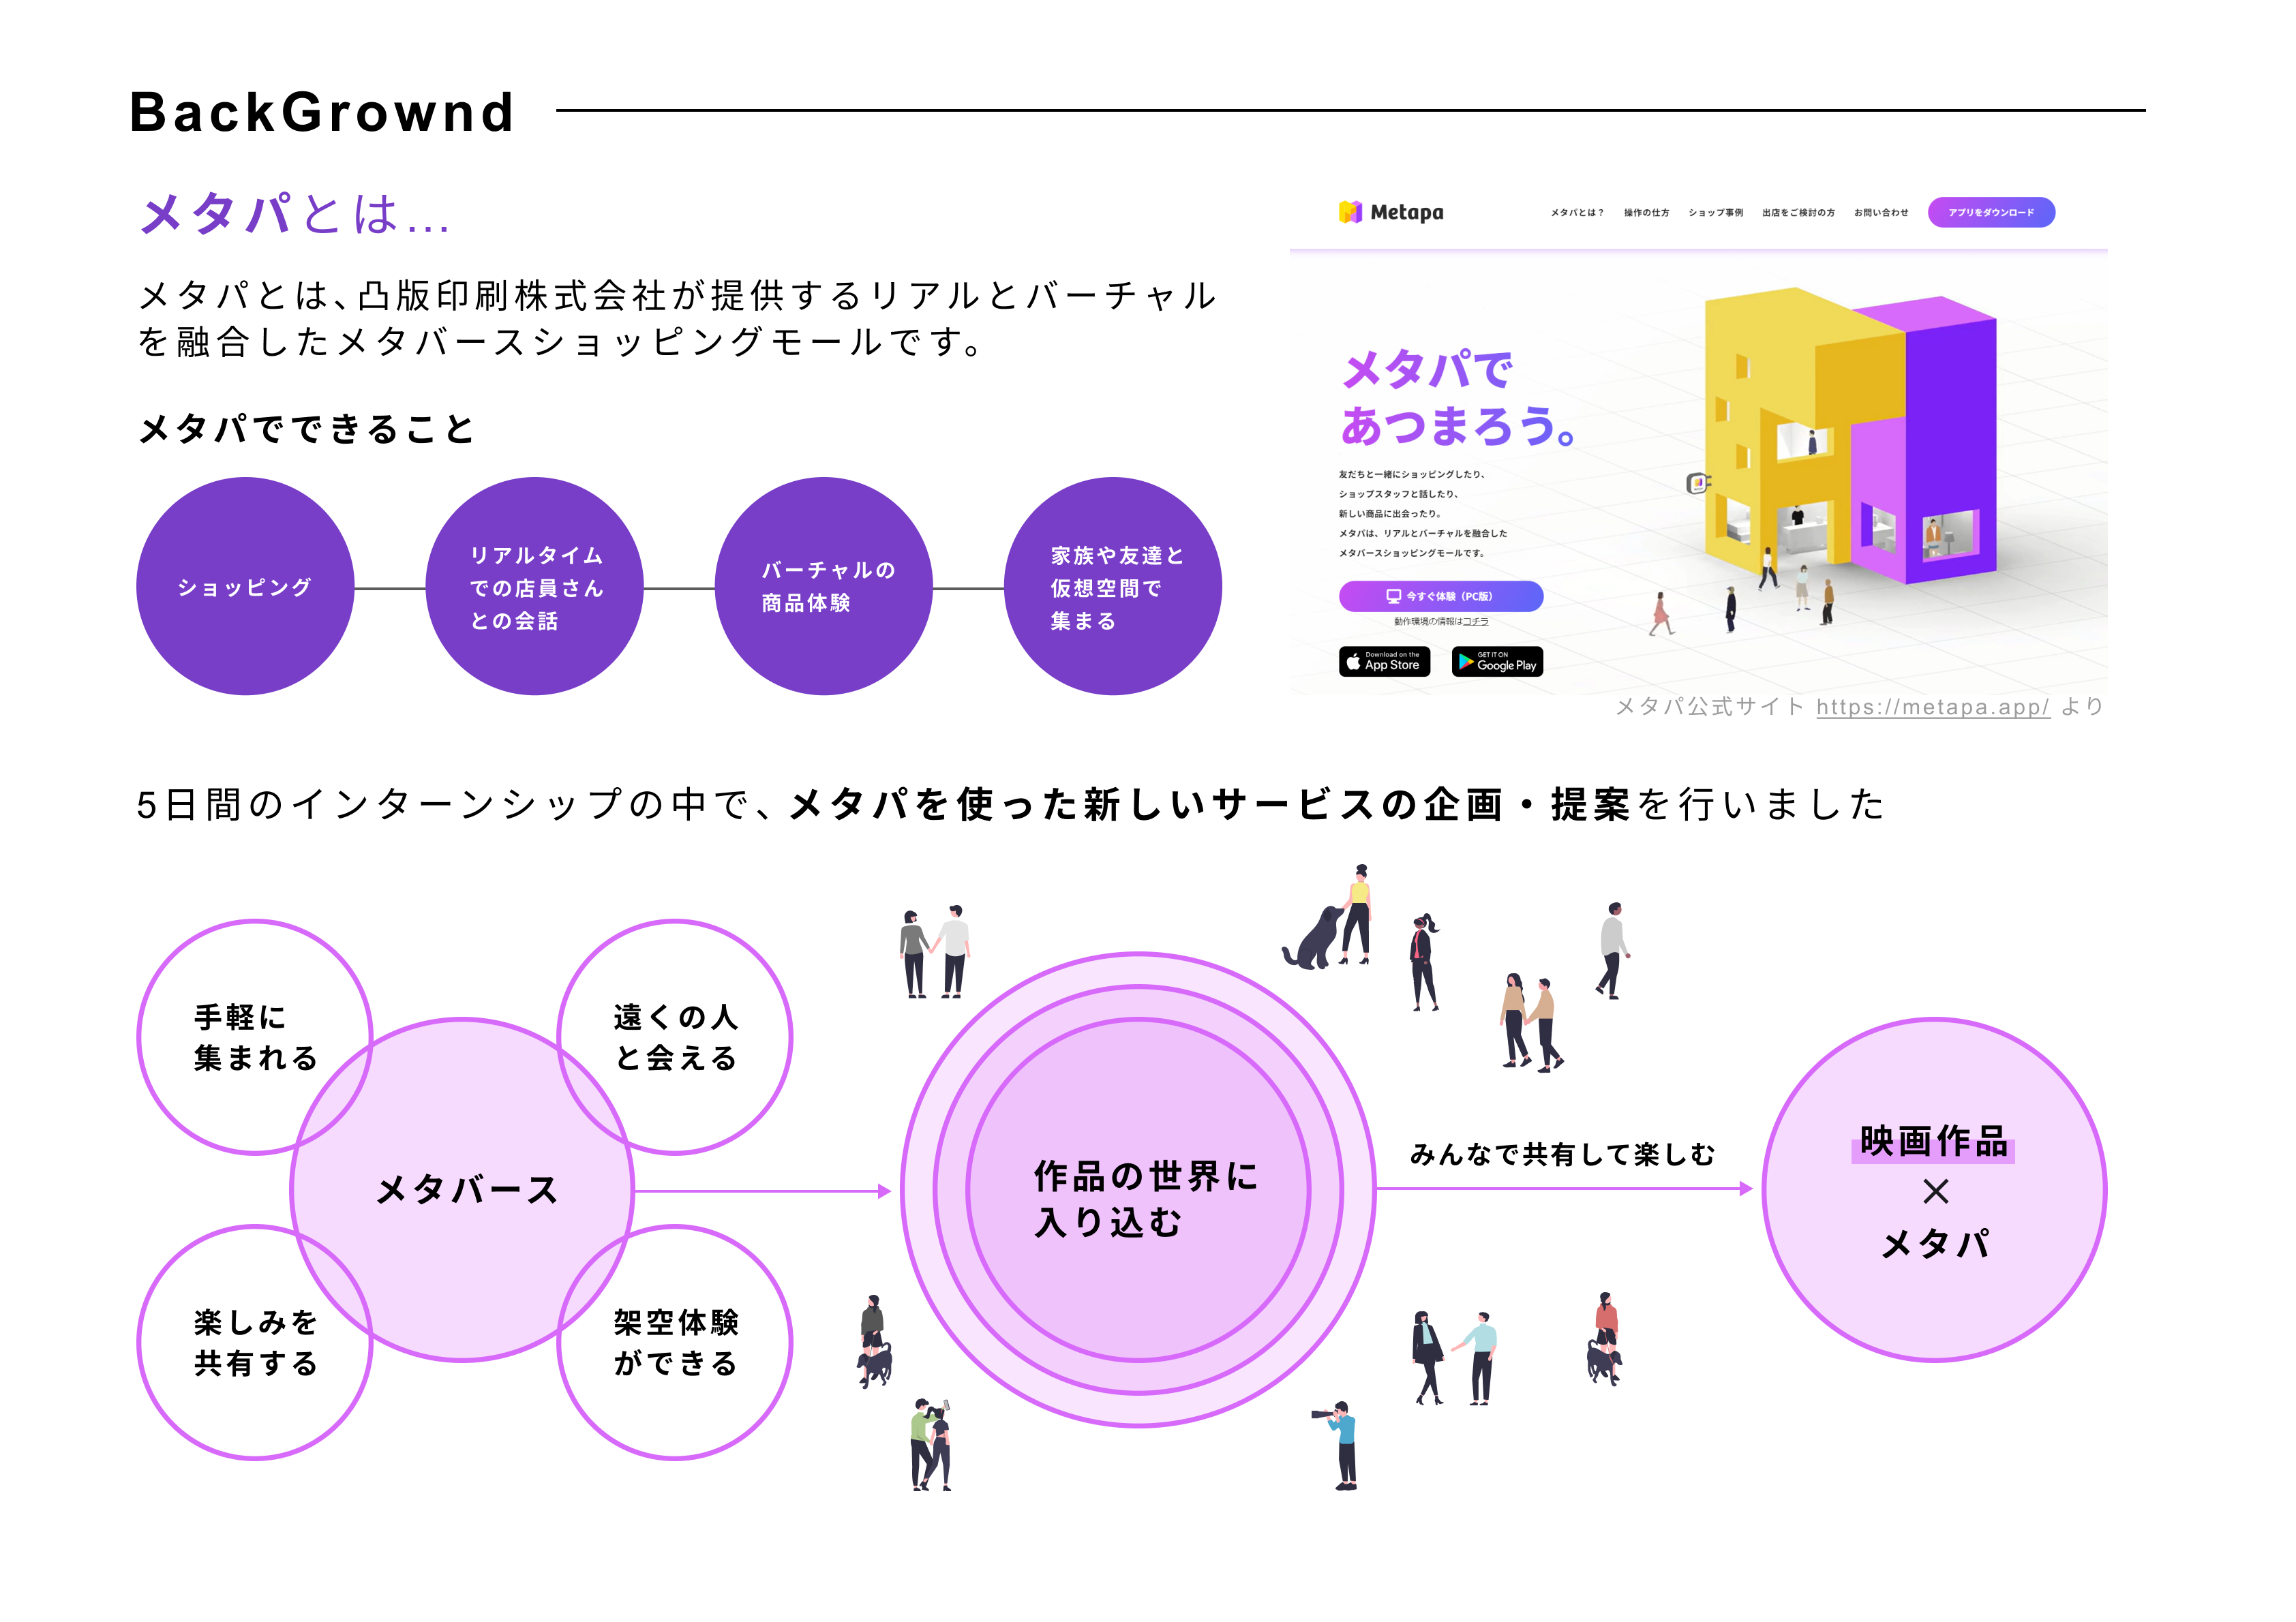 BackGrownd
メタパとは…
メタパとは、凸版印刷株式会社が提供するリアルとバーチャル
を融合したメタバースショッピングモールです。
メタパでできること
ショッピング
リアルタイム
での店員さん
との会話
バーチャルの
商品体験
家族や友達と
仮想空間で
集まる
Metapa
メタパとは？
操作の仕方
ショップ事例
出店をご検討の方
お問い合わせ
アプリをダウンロード
メタパで
あつまろう。
友だちと一緒にショッピングしたり、
ショップスタッフと話したり、
新しい商品に出会ったり。
メタパは、リアルとバーチャルを融合した
メタバースショッピングモールです。
今すぐ体験（PC版）
動作環境の情報はコチラ
Download on the
App Store
GET IT ON
Google Play
メタパ公式サイト https://metapa.app/ より
5日間のインターンシップの中で、メタパを使った新しいサービスの企画・提案を行いました
手軽に
集まれる
遠くの人
と会える
メタバース
楽しみを
共有する
架空体験
ができる
作品の世界に
入り込む
みんなで共有して楽しむ
映画作品
×
メタパ